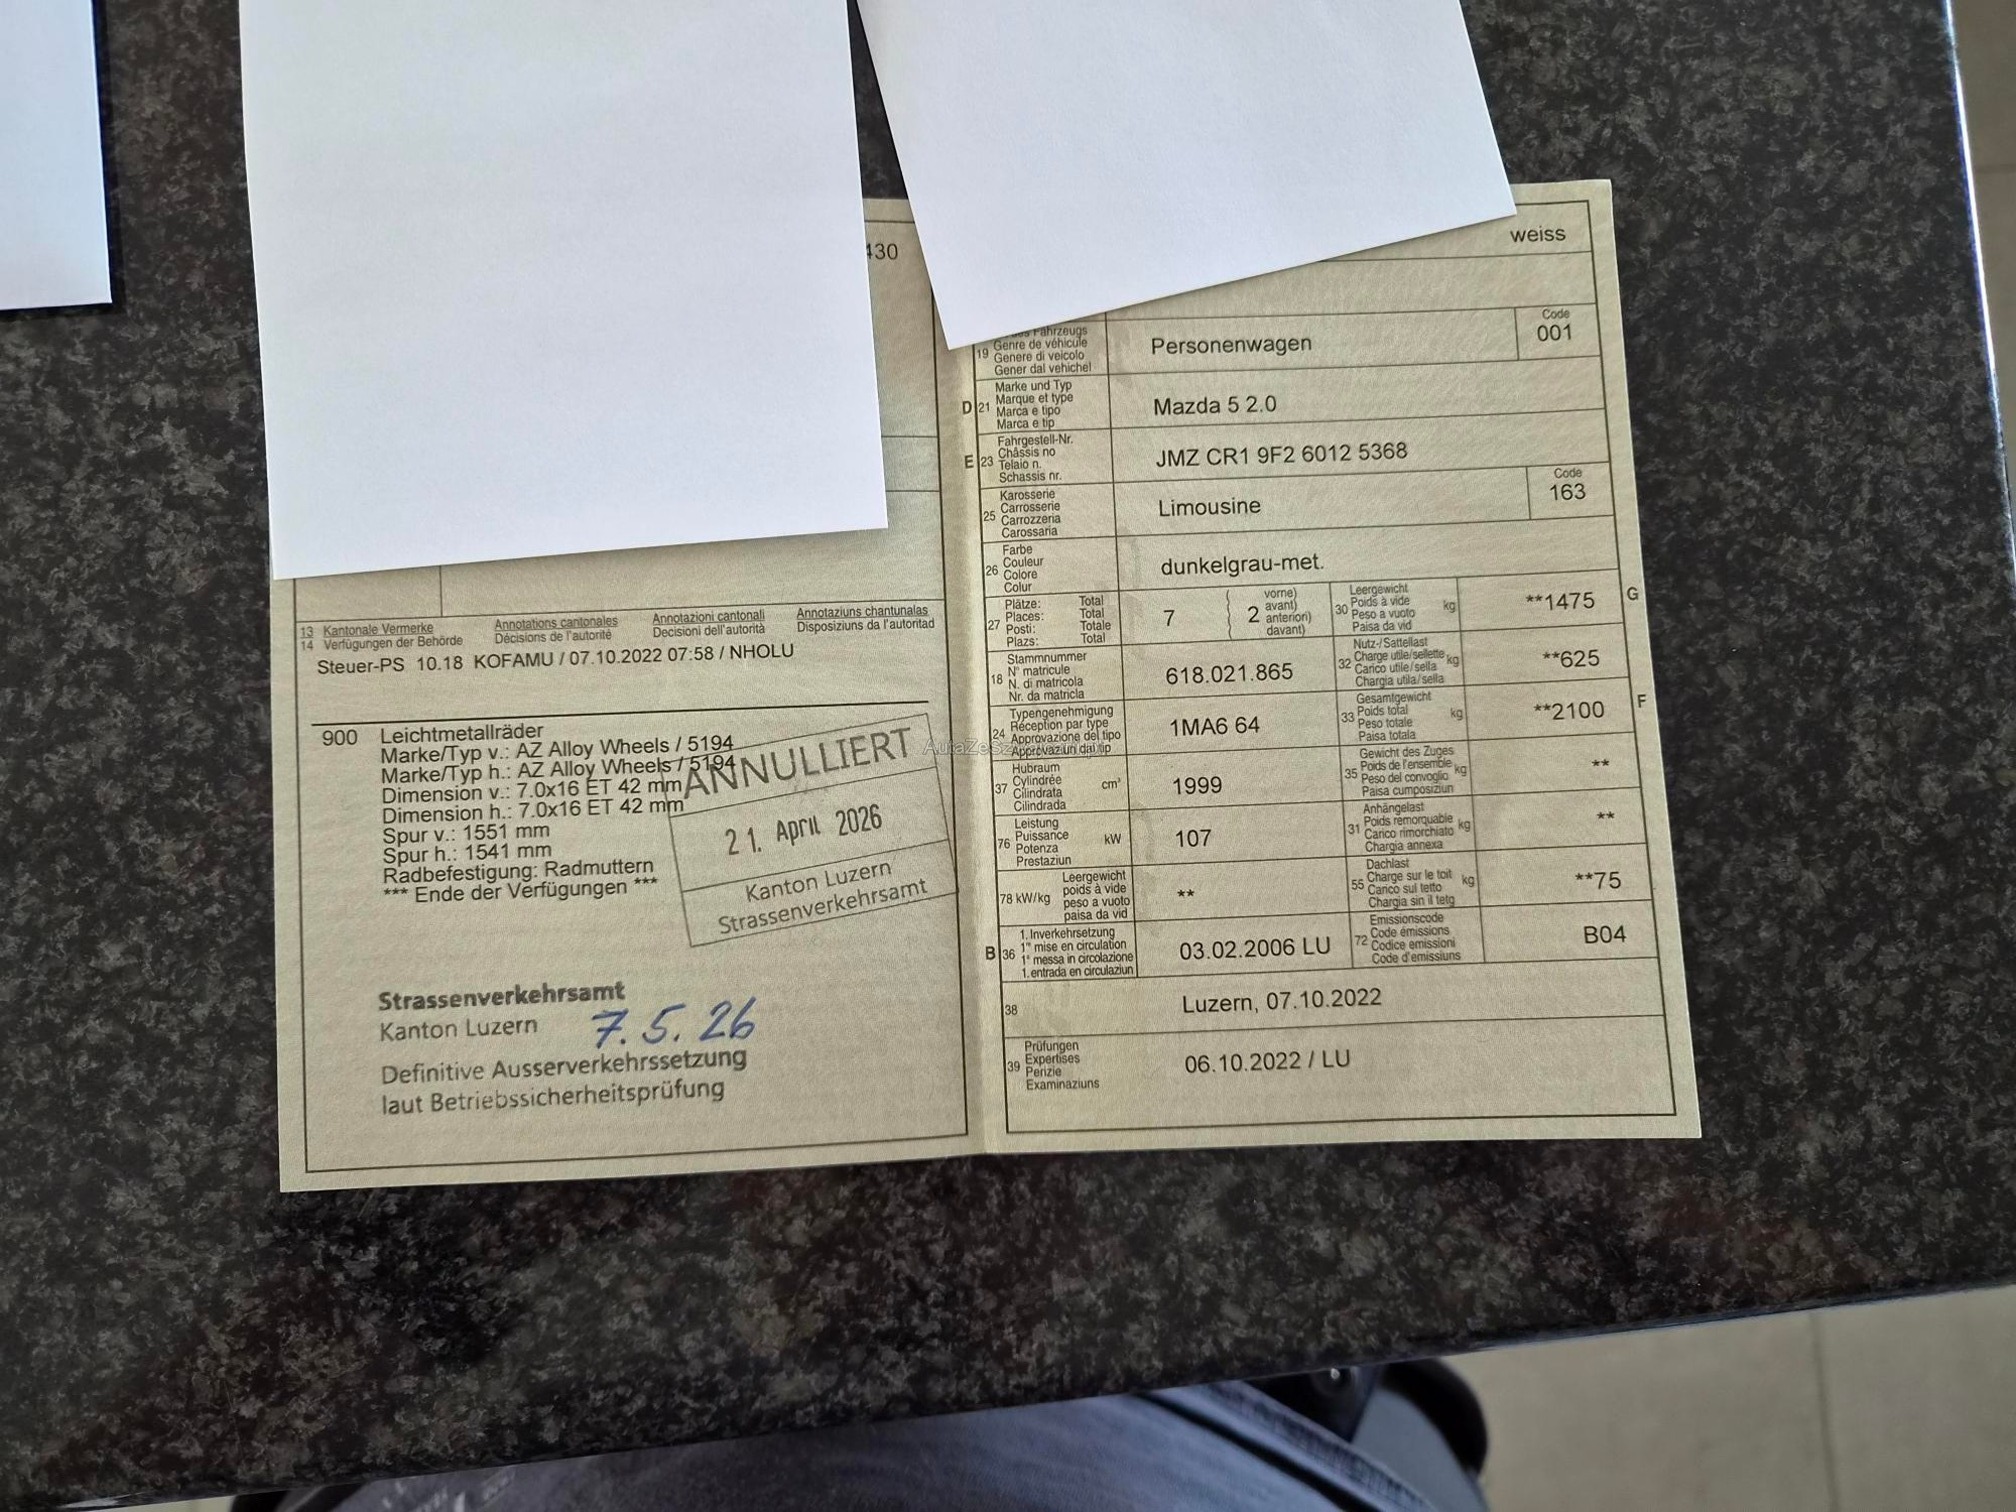 430
13 Kantonale Vermerke Annotations cantonales Annotazioni cantonali Annotaziuns chantunalas
14 Verfügungen der Behörde Décisions de l'autorité Decisioni dell'autorità Disposiziuns da l'autoritad
Steuer-PS 10.18 KOFAMU / 07.10.2022 07:58 / NHOLU
900 Leichtmetallräder
Marke/Typ v.: AZ Alloy Wheels / 5194
Marke/Typ h.: AZ Alloy Wheels / 5194
Dimension v.: 7.0x16 ET 42 mm
Dimension h.: 7.0x16 ET 42 mm
Spur v.: 1551 mm
Spur h.: 1541 mm
Radbefestigung: Radmuttern
*** Ende der Verfügungen ***
ANNULLIERT
21. April 2026
Kanton Luzern
Strassenverkehrsamt
Strassenverkehrsamt
Kanton Luzern 7.5.26
Definitive Ausserverkehrssetzung
laut Betriebssicherheitsprüfung
weiss
Fahrzeugs
19 Genre de véhicule
Genere di veicolo
Gener dal vehichel
Personenwagen
Code
001
D 21 Marke und Typ
Marque et type
Marca e tipo
Marca e tip
Mazda 5 2.0
E 23 Fahrgestell-Nr.
Châssis no
Telaio n.
Schassis nr.
JMZ CR1 9F2 6012 5368
25 Karosserie
Carrosserie
Carrozzeria
Carossaria
Limousine
Code
163
26 Farbe
Couleur
Colore
Colur
dunkelgrau-met.
27 Plätze: Total
Places: Total
Posti: Totale
Plazs: Total
7
( vorne)
avant)
2 anterior)
( davant)
30 Leergewicht
Poids à vide kg
Peso a vuoto
Paisa da vid
**1475
G
18 Stammnummer
N° matricule
N. di matricola
Nr. da matricla
618.021.865
32 Nutz-/Sattellast
Charge utile/sellette kg
Carico utile/sella
Chargia utila/sella
**625
24 Typengenehmigung
Réception par type
Approvazione del tipo
Approvaziun dal tip
1MA6 64
33 Gesamtgewicht
Poids total kg
Peso totale
Paisa totala
**2100
F
37 Hubraum
Cylindrée cm³
Cilindrata
Cilindrada
1999
35 Gewicht des Zuges
Poids de l'ensemble kg
Peso del convoglio
Paisa cumposiziun
**
76 Leistung
Puissance kW
Potenza
Prestaziun
107
31 Anhängelast
Poids remorquable kg
Carico rimorchiato
Chargia annexa
**
78 kW/kg Leergewicht
poids à vide
peso a vuoto
paisa da vid
**
55 Dachlast
Charge sur le toit kg
Carico sul tetto
Chargia sin il tetg
**75
B 36 1. Inverkehrsetzung
1re mise en circulation
1a messa in circolazione
1. entrada en circulaziun
03.02.2006 LU
72 Emissionscode
Code émissions
Codice emissioni
Code d'emissiuns
B04
38 Luzern, 07.10.2022
39 Prüfungen
Expertises
Perizie
Examinaziuns
06.10.2022 / LU